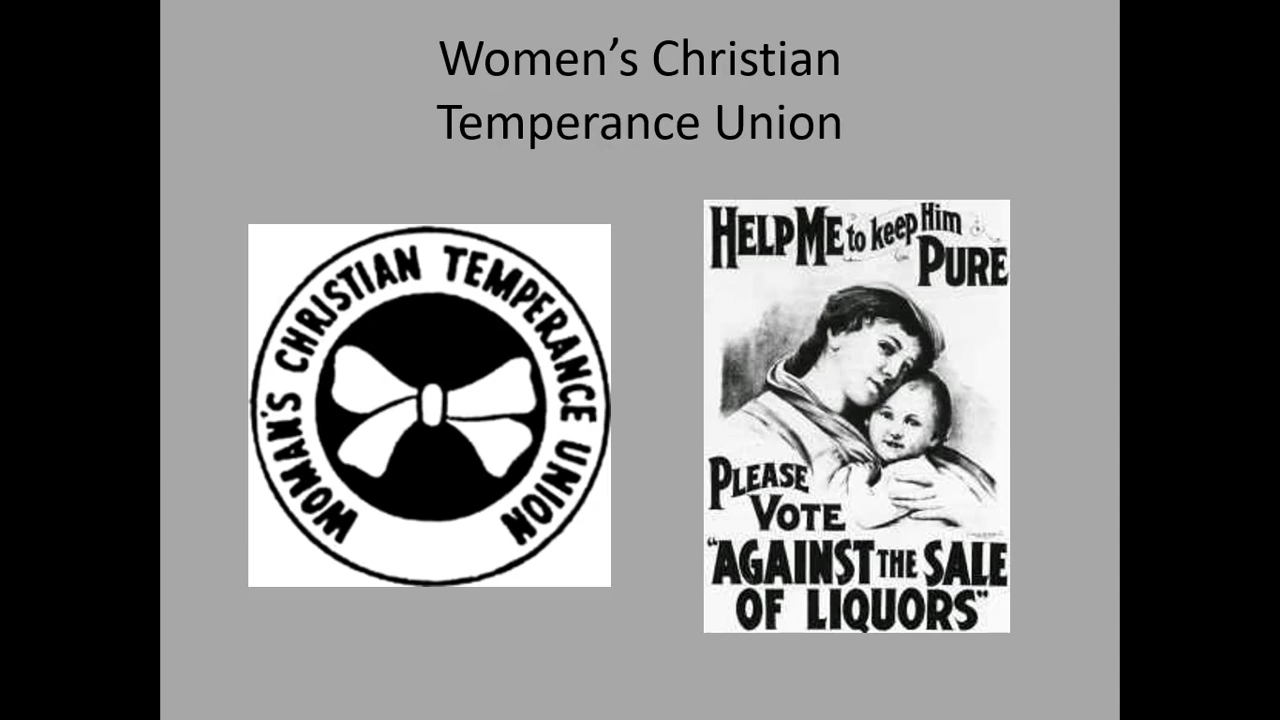 Women’s Christian
Temperance Union
WOMAN'S CHRISTIAN TEMPERANCE UNION
HELP ME to keep Him
PURE
PLEASE
VOTE
“AGAINST THE SALE
OF LIQUORS”